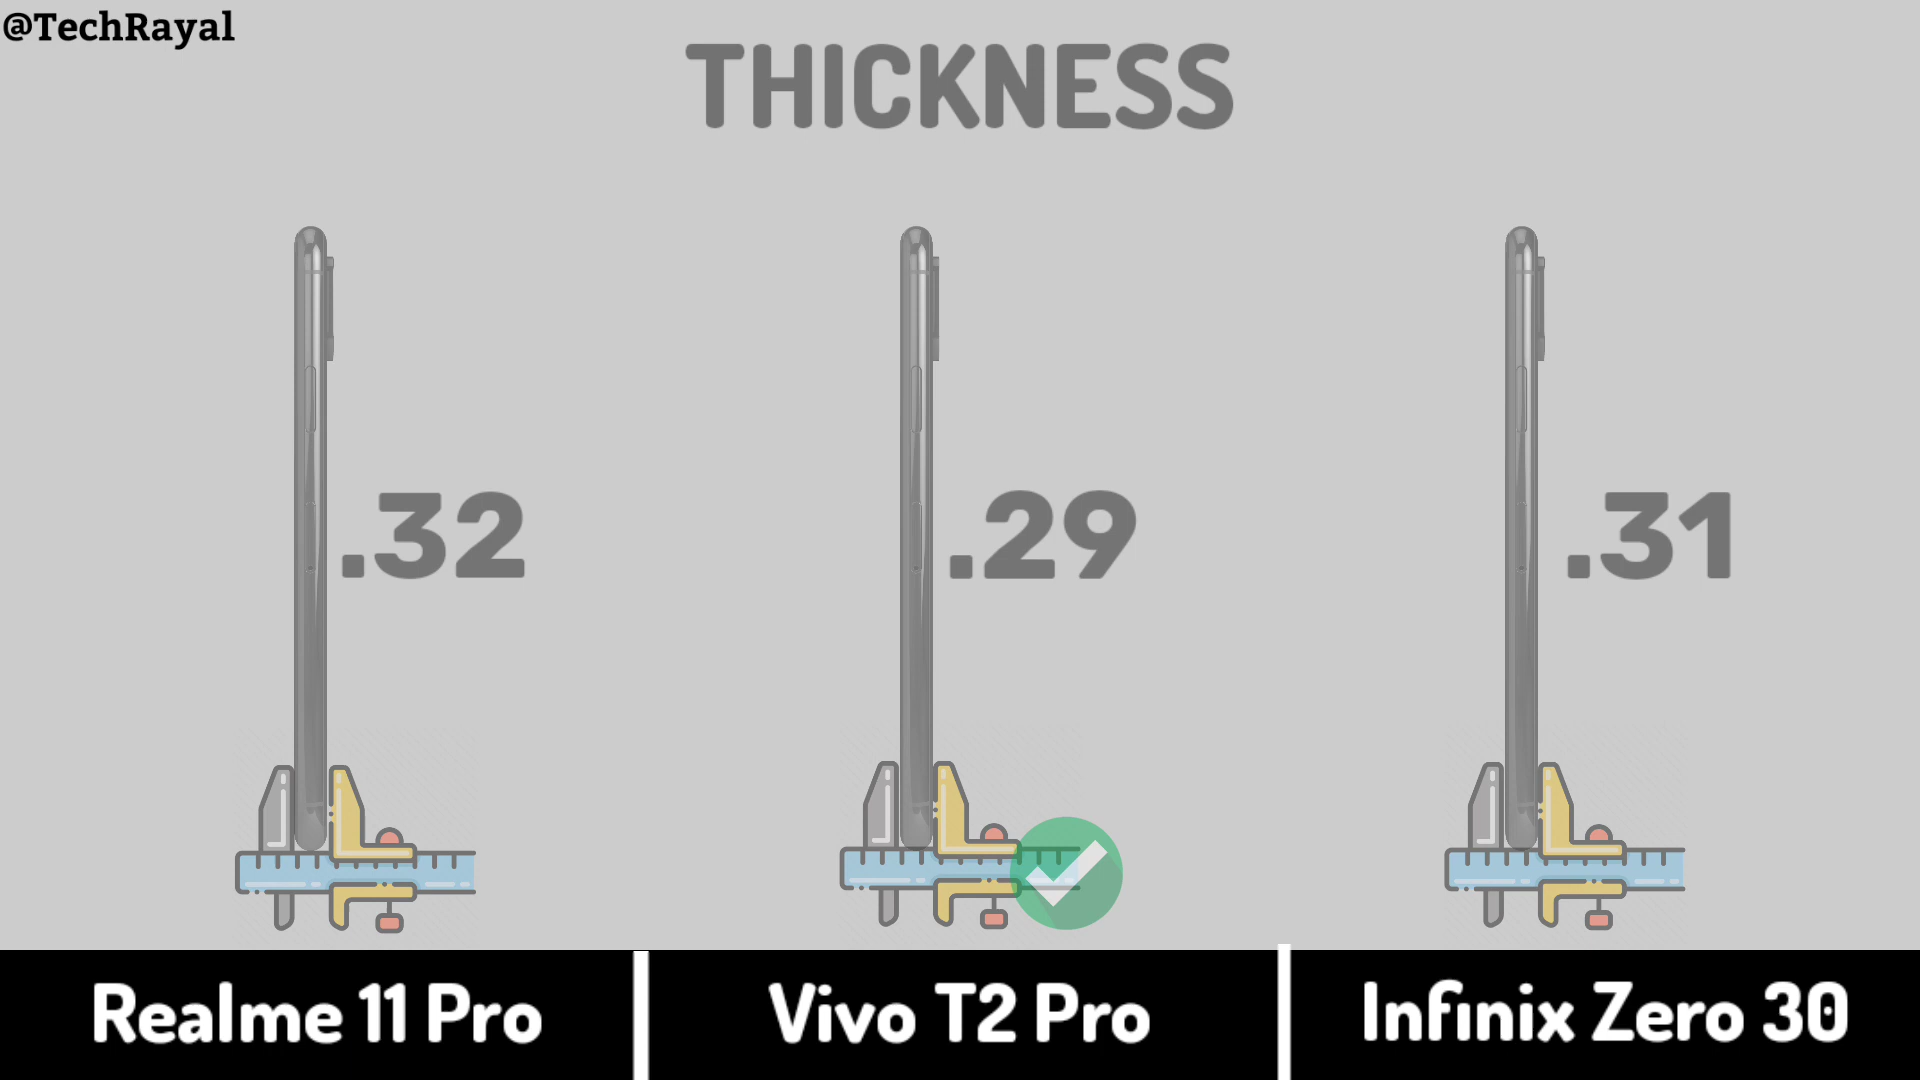 @TechRayal
THICKNESS
.32
.29
.31
Realme 11 Pro
Vivo T2 Pro
Infinix Zero 30